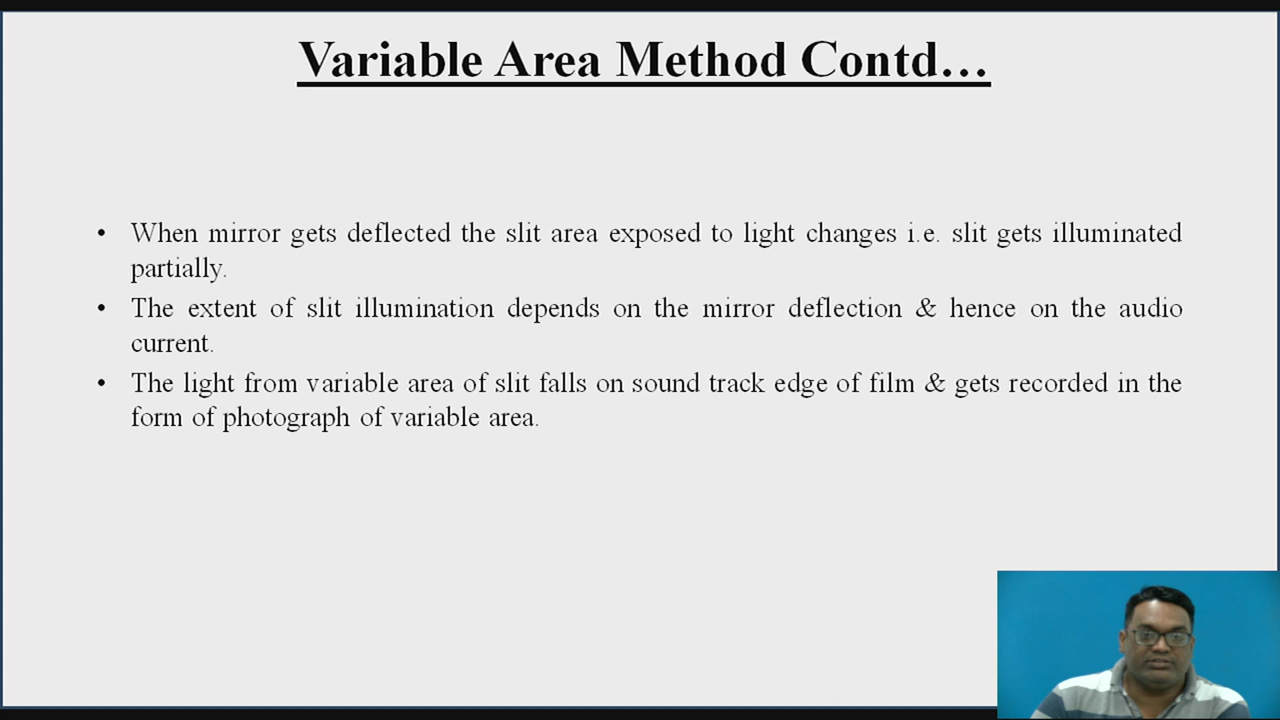 Variable Area Method Contd…
• When mirror gets deflected the slit area exposed to light changes i.e. slit gets illuminated
partially.
• The extent of slit illumination depends on the mirror deflection & hence on the audio
current.
• The light from variable area of slit falls on sound track edge of film & gets recorded in the
form of photograph of variable area.